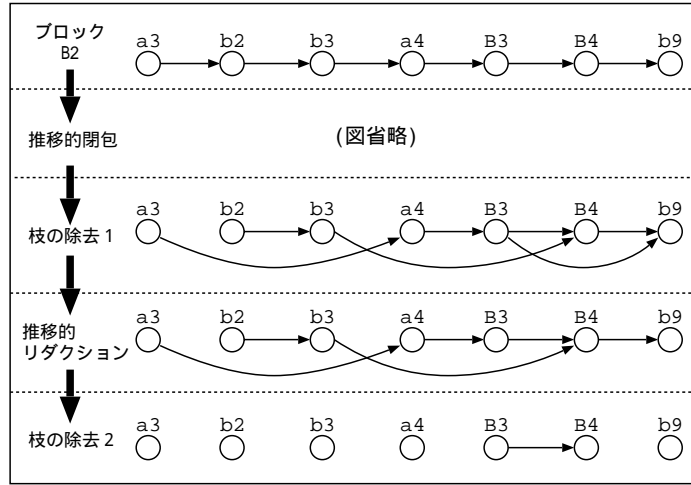 ブロック
B2
a3 b2 b3 a4 B3 B4 b9
推移的閉包
(図省略)
a3 b2 b3 a4 B3 B4 b9
枝の除去1
a3 b2 b3 a4 B3 B4 b9
推移的
リダクション
a3 b2 b3 a4 B3 B4 b9
枝の除去2